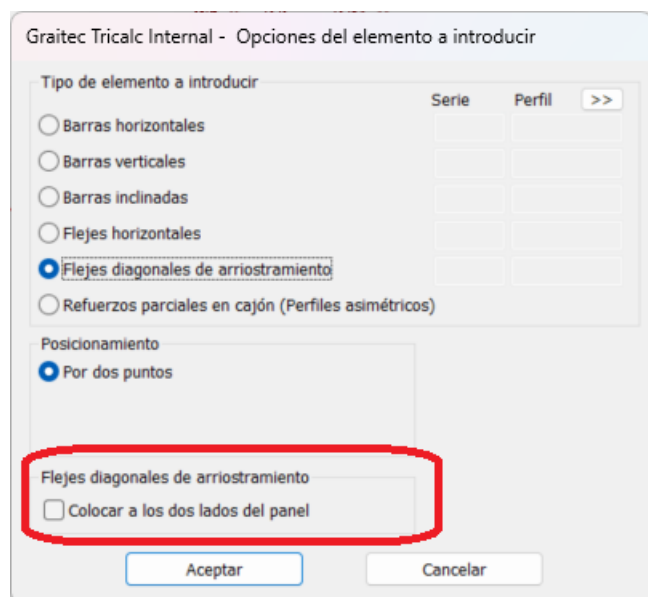 Graitec Tricalc Internal - Opciones del elemento a introducir
Tipo de elemento a introducir
Serie Perfil >>
Barras horizontales
Barras verticales
Barras inclinadas
Flejes horizontales
Flejes diagonales de arriostramiento
Refuerzos parciales en cajón (Perfiles asimétricos)
Posicionamiento
Por dos puntos
Flejes diagonales de arriostramiento
Colocar a los dos lados del panel
Aceptar Cancelar